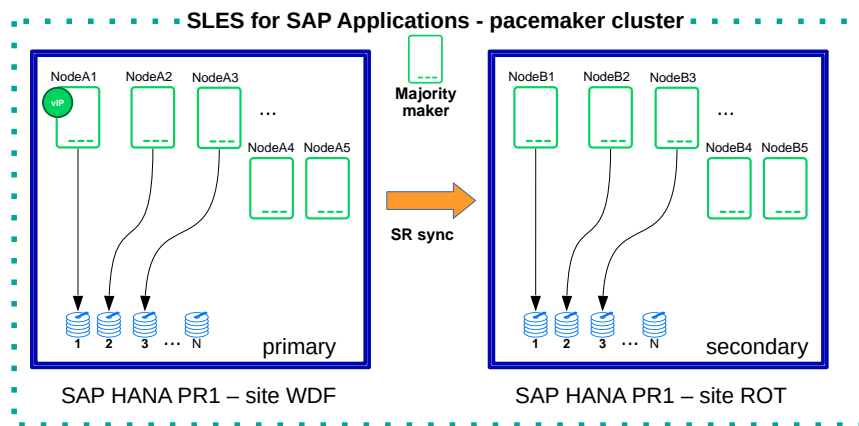 SLES for SAP Applications - pacemaker cluster
NodeA1
NodeA2
NodeA3
vIP
...
NodeA4
NodeA5
1
2
3
...
N
primary
SAP HANA PR1 – site WDF
Majority
maker
SR sync
NodeB1
NodeB2
NodeB3
...
NodeB4
NodeB5
1
2
3
...
N
secondary
SAP HANA PR1 – site ROT